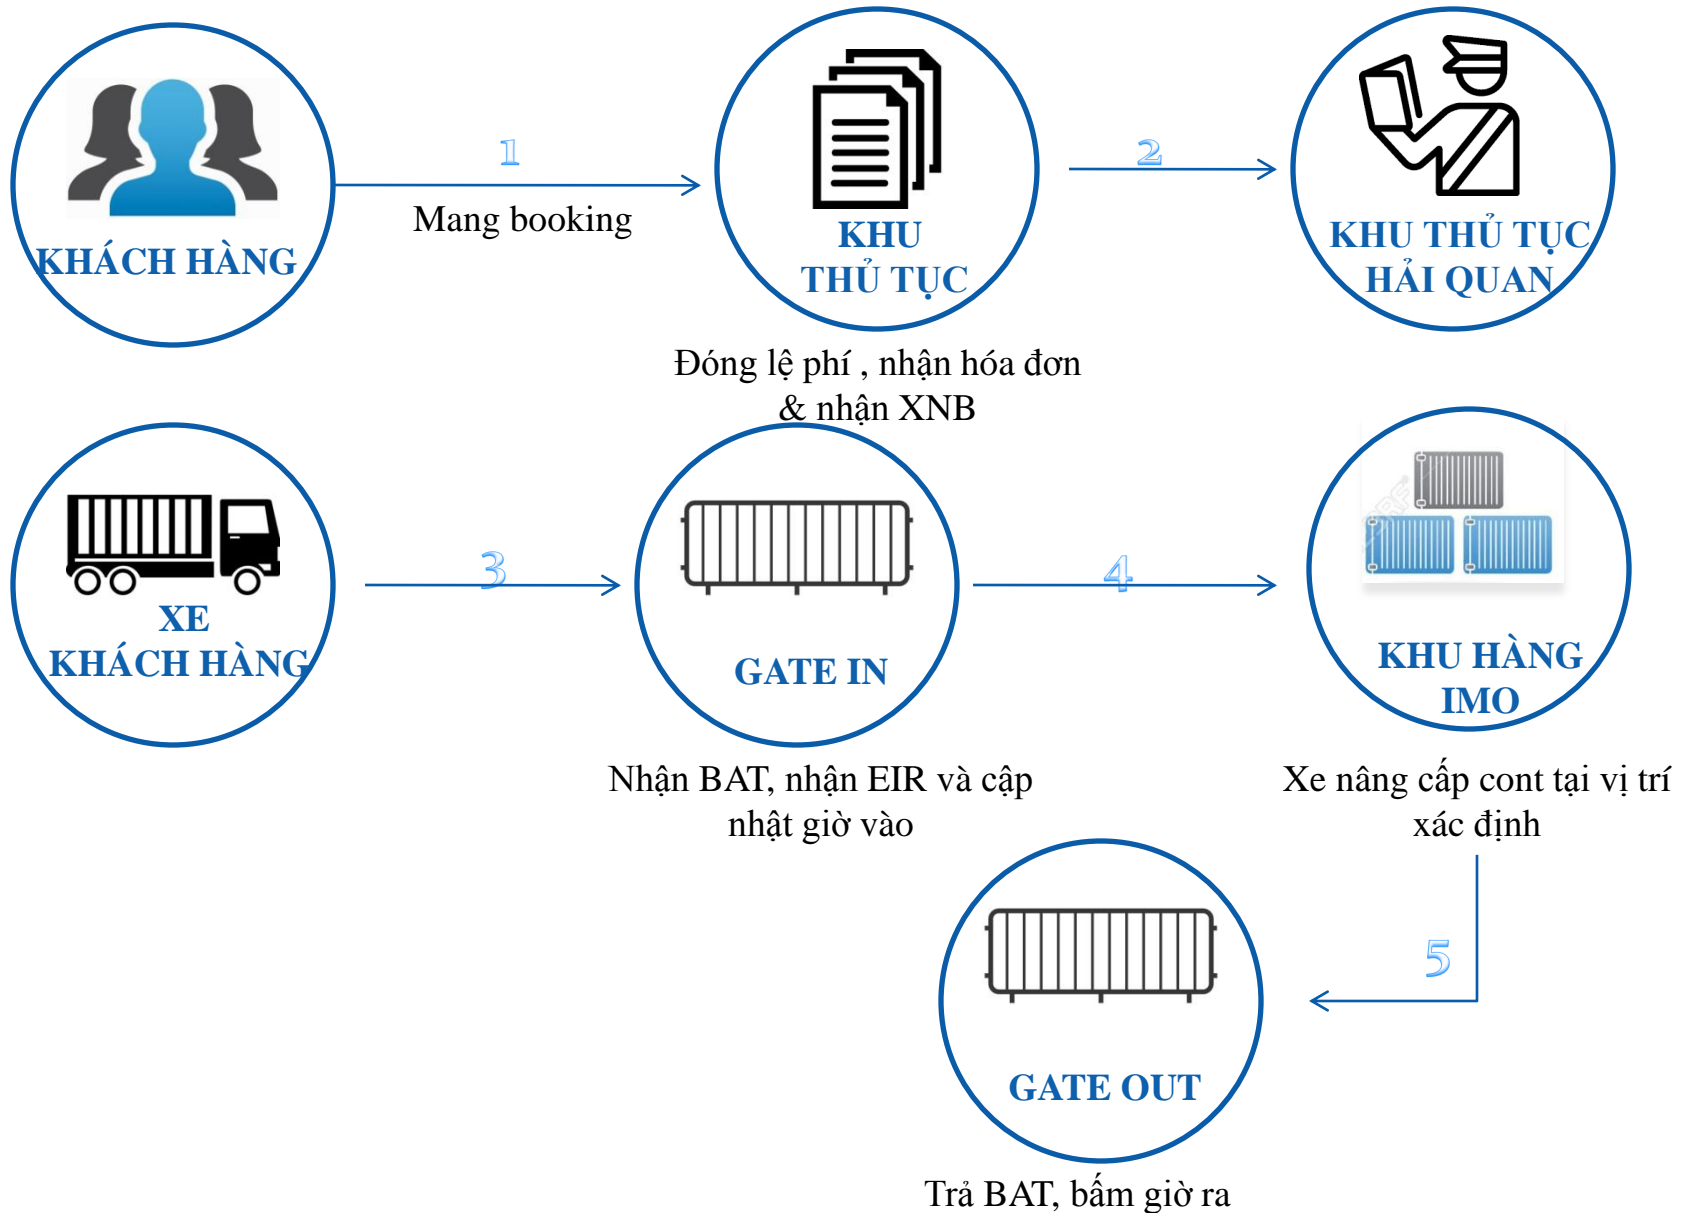 1
2
Mang booking
KHÁCH HÀNG
KHU
THỦ TỤC
KHU THỦ TỤC
HẢI QUAN
Đóng lệ phí , nhận hóa đơn
& nhận XNB
3
4
XE
KHÁCH HÀNG
GATE IN
KHU HÀNG
IMO
Nhận BAT, nhận EIR và cập
nhật giờ vào
Xe nâng cấp cont tại vị trí
xác định
5
GATE OUT
Trả BAT, bấm giờ ra